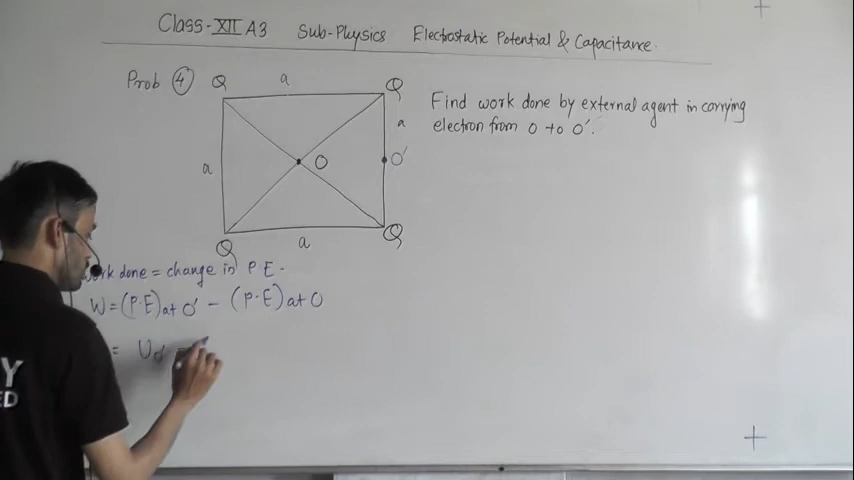 Class-XII A3 Sub-Physics Electrostatic Potential & Capacitance.
Prob 4
Q a Q
a
a O O'
Q a Q
Find work done by external agent in carrying
electron from O to O'.
done = change in P E.
W = (P.E) at O' - (P.E) at O
= U
Y
ED